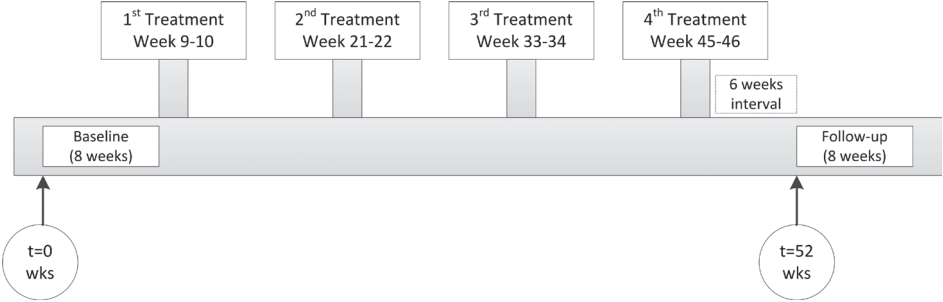 1st Treatment
Week 9-10
2nd Treatment
Week 21-22
3rd Treatment
Week 33-34
4th Treatment
Week 45-46
6 weeks
interval
Baseline
(8 weeks)
Follow-up
(8 weeks)
t=0
wks
t=52
wks